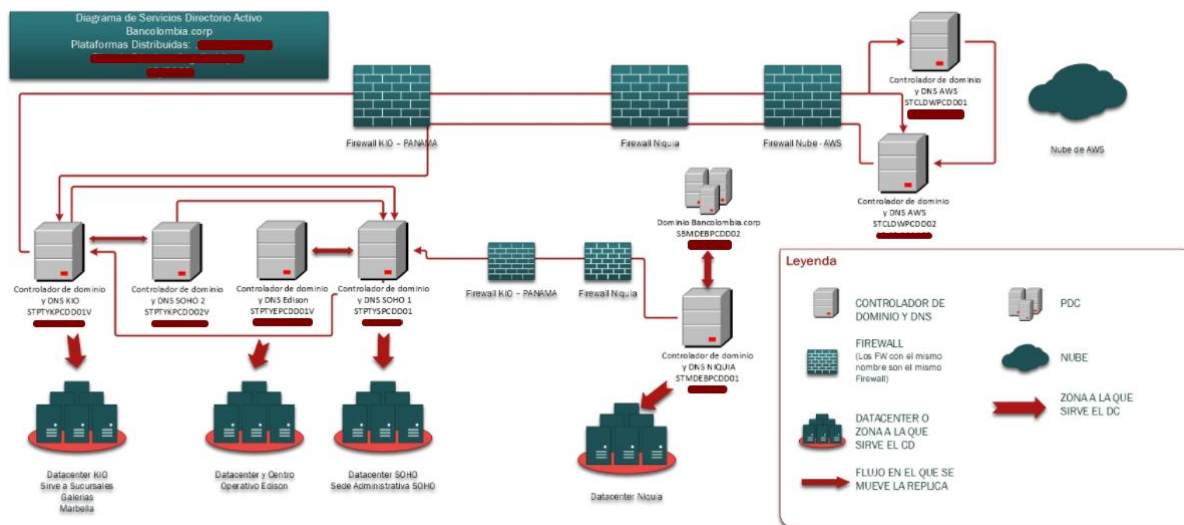 Diagrama de Servicios Directorio Activo
Bancolombia.corp
Plataformas Distribuidas:
Controlador de dominio
y DNS AWS
STCLDWPCDD01
Nube de AWS
Firewall KIO – PANAMA
Firewall Niquia
Firewall Nube - AWS
Controlador de dominio
y DNS AWS
STCLDWPCDD02
Dominio Bancolombia.corp
SBMDEBPCDD02
Controlador de dominio
y DNS KIO
STPTYKPCDD01V
Controlador de dominio
y DNS SOHO 2
STPTYKPCDD02V
Controlador de dominio
y DNS Edison
STPTYEPCDD01V
Controlador de dominio
y DNS SOHO 1
STPTYSPCDD01
Firewall KIO – PANAMA
Firewall Niquia
Controlador de dominio
y DNS NIQUIA
STMDEBPCDD01
Datacenter KIO
Sirve a Sucursales
Galerias
Marbella
Datacenter y Centro
Operativo Edison
Datacenter SOHO
Sede Administrativa SOHO
Datacenter Niquia
Leyenda
CONTROLADOR DE
DOMINIO Y DNS
PDC
FIREWALL
(Los FW con el mismo
nombre son el mismo
Firewall)
NUBE
DATACENTER O
ZONA A LA QUE
SIRVE EL CD
ZONA A LA QUE
SIRVE EL DC
FLUJO EN EL QUE SE
MUEVE LA REPLICA